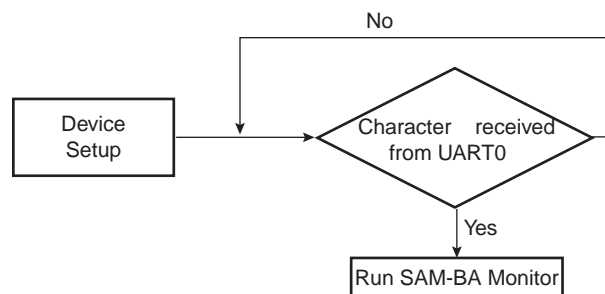 No
Device
Setup
Character received
from UART0
Yes
Run SAM-BA Monitor